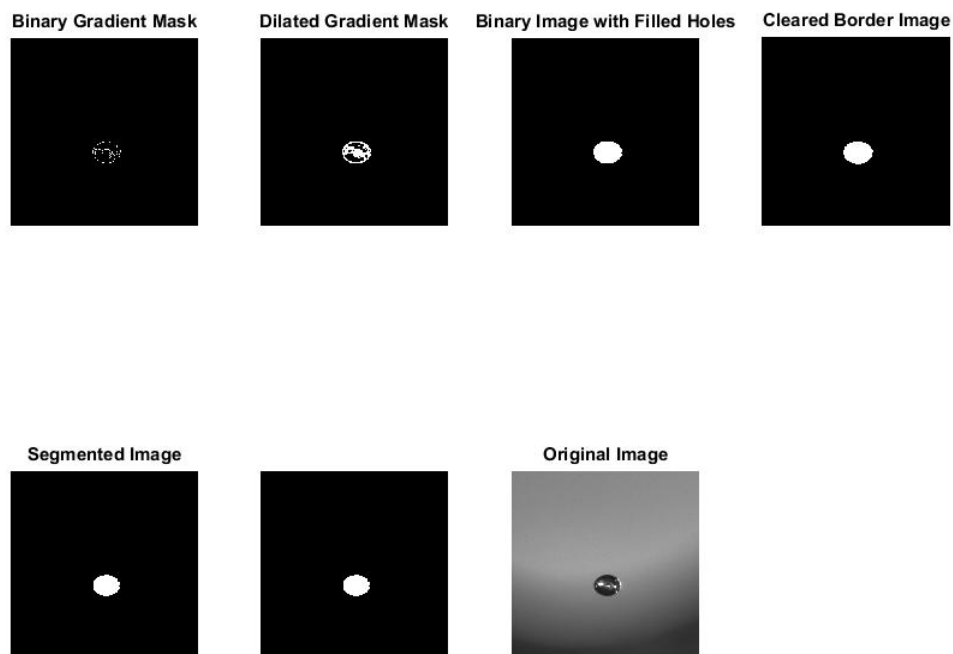 Binary Gradient Mask
Dilated Gradient Mask
Binary Image with Filled Holes
Cleared Border Image
Segmented Image
Original Image